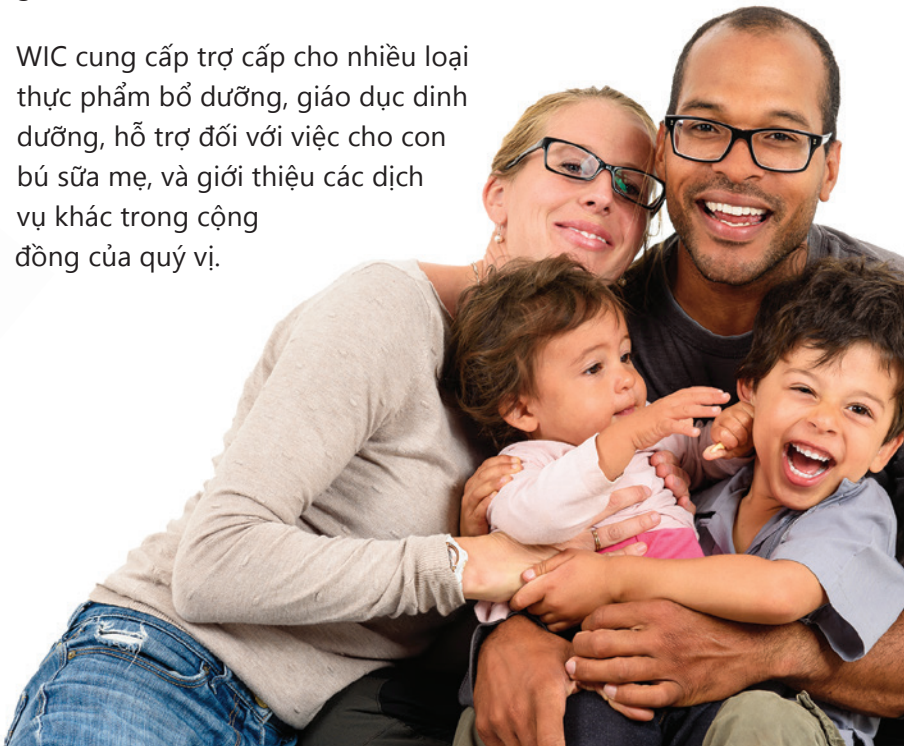 WIC cung cấp trợ cấp cho nhiều loại
thực phẩm bổ dưỡng, giáo dục dinh
dưỡng, hỗ trợ đối với việc cho con
bú sữa mẹ, và giới thiệu các dịch
vụ khác trong cộng
đồng của quý vị.